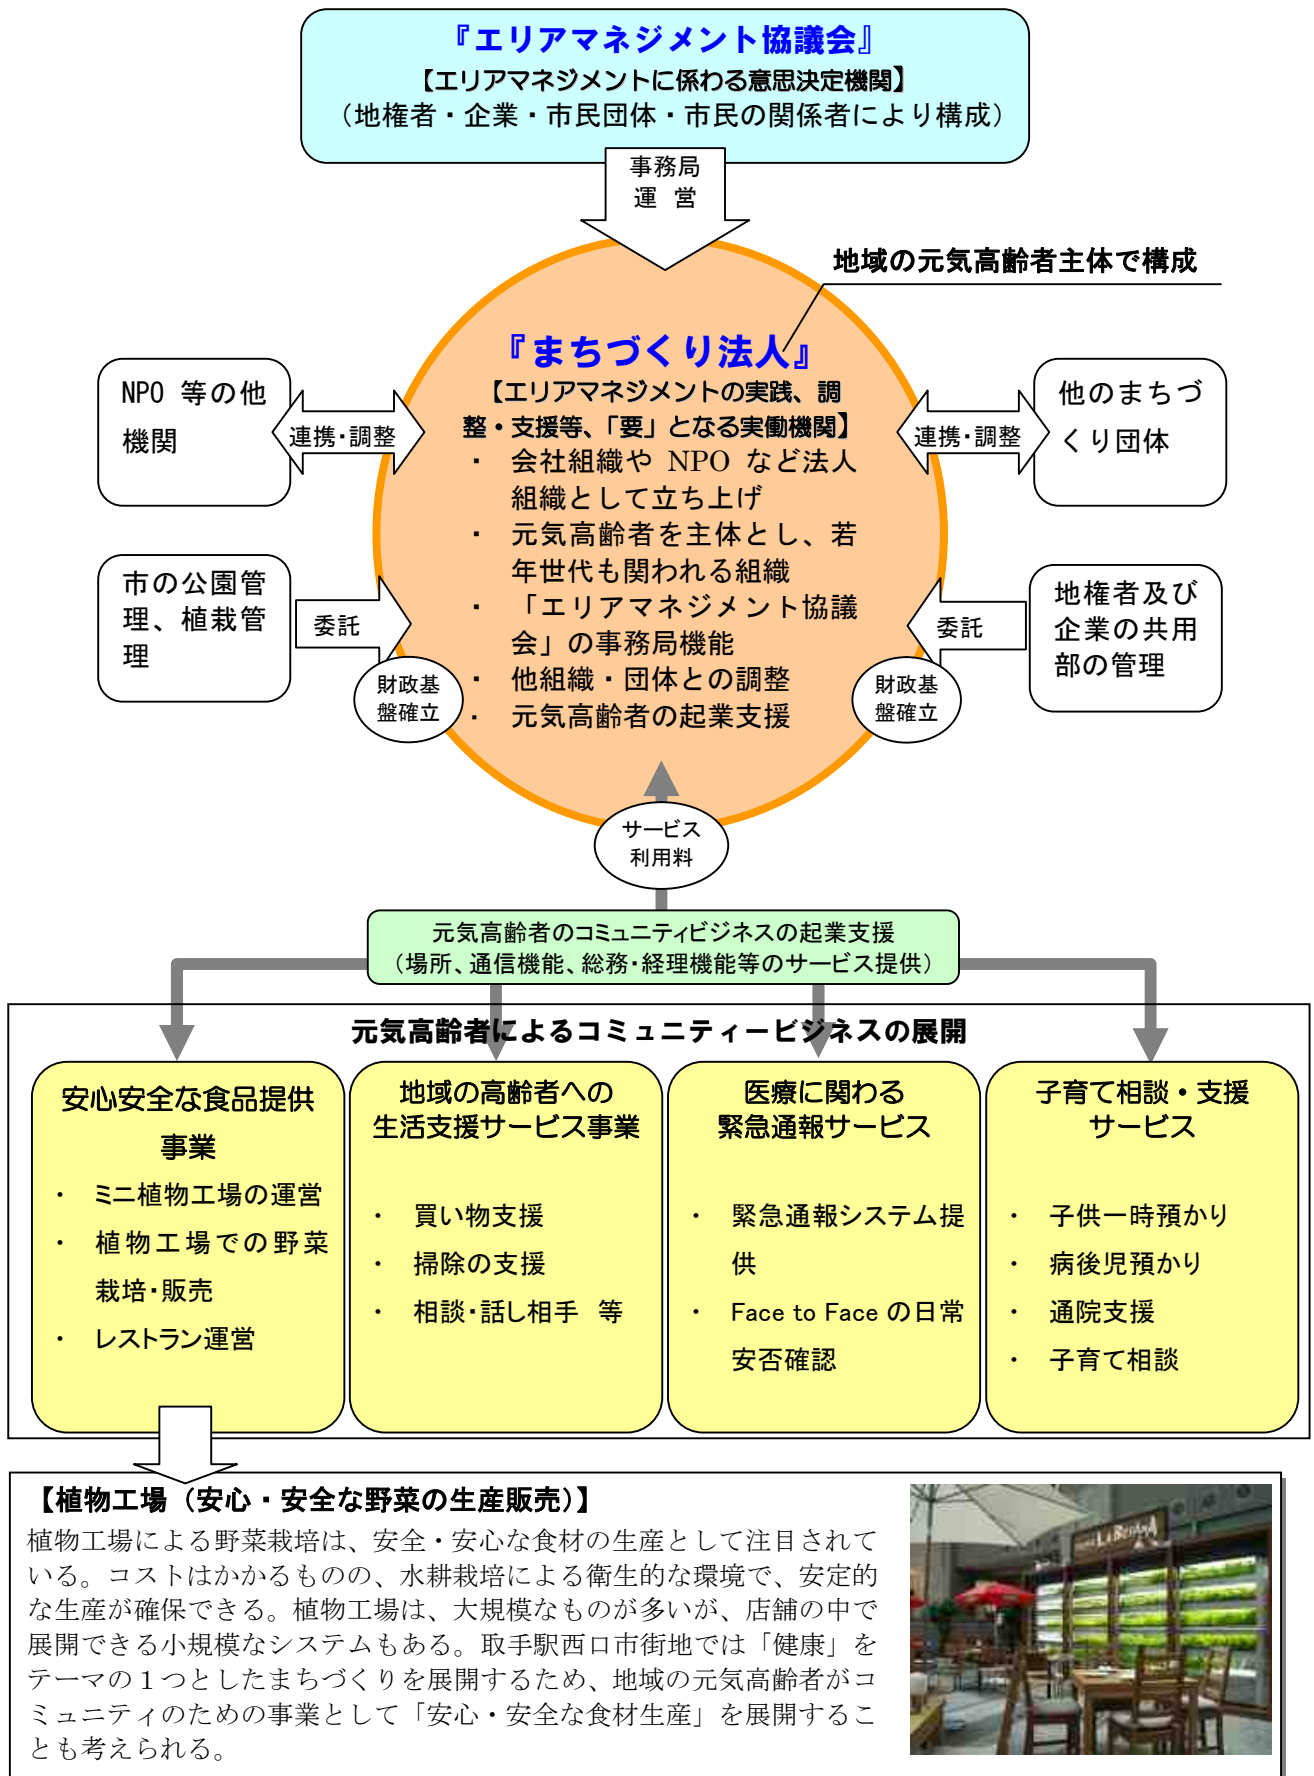 『エリアマネジメント協議会』
【エリアマネジメントに係わる意思決定機関】
（地権者・企業・市民団体・市民の関係者により構成）
事務局
運 営
地域の元気高齢者主体で構成
『まちづくり法人』
【エリアマネジメントの実践、調
整・支援等、「要」となる実働機関】
・ 会社組織や NPO など法人
組織として立ち上げ
・ 元気高齢者を主体とし、若
年世代も関われる組織
・ 「エリアマネジメント協議
会」の事務局機能
・ 他組織・団体との調整
・ 元気高齢者の起業支援
NPO 等の他
機関
連携・調整
連携・調整
他のまちづ
くり団体
市の公園管
理、植栽管
理
委託
財政基
盤確立
委託
財政基
盤確立
地権者及び
企業の共用
部の管理
サービス
利用料
元気高齢者のコミュニティビジネスの起業支援
（場所、通信機能、総務・経理機能等のサービス提供）
元気高齢者によるコミュニティービジネスの展開
安心安全な食品提供
事業
・ ミニ植物工場の運営
・ 植物工場での野菜
栽培・販売
・ レストラン運営
地域の高齢者への
生活支援サービス事業
・ 買い物支援
・ 掃除の支援
・ 相談・話し相手 等
医療に関わる
緊急通報サービス
・ 緊急通報システム提
供
・ Face to Face の日常
安否確認
子育て相談・支援
サービス
・ 子供一時預かり
・ 病後児預かり
・ 通院支援
・ 子育て相談
【植物工場（安心・安全な野菜の生産販売）】
植物工場による野菜栽培は、安全・安心な食材の生産として注目されて
いる。コストはかかるものの、水耕栽培による衛生的な環境で、安定的
な生産が確保できる。植物工場は、大規模なものが多いが、店舗の中で
展開できる小規模なシステムもある。取手駅西口市街地では「健康」を
テーマの１つとしたまちづくりを展開するため、地域の元気高齢者がコ
ミュニティのための事業として「安心・安全な食材生産」を展開するこ
とも考えられる。